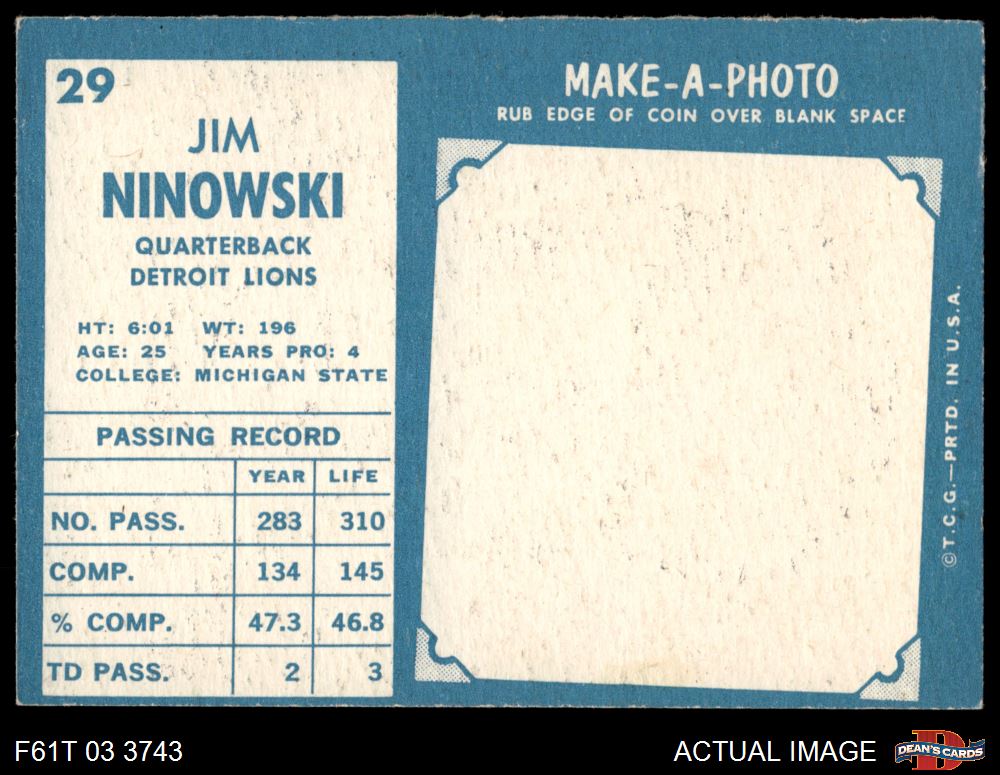 29
JIM
NINOWSKI
QUARTERBACK
DETROIT LIONS
HT: 6:01 WT: 196
AGE: 25 YEARS PRO: 4
COLLEGE: MICHIGAN STATE
PASSING RECORD
YEAR LIFE
NO. PASS. 283 310
COMP. 134 145
% COMP. 47.3 46.8
TD PASS. 2 3
MAKE-A-PHOTO
RUB EDGE OF COIN OVER BLANK SPACE
©T.C.G.—PRTD. IN U.S.A.
F61T 03 3743
ACTUAL IMAGE
D
DEAN'S CARDS